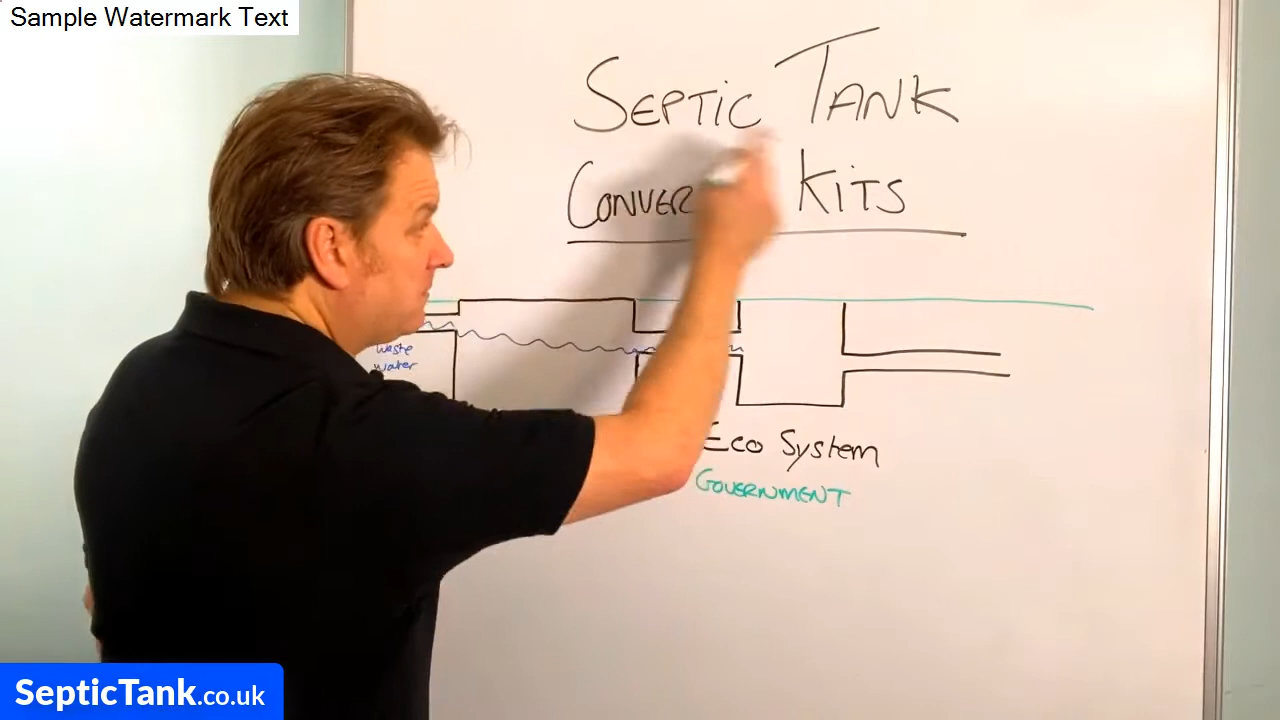 Sample Watermark Text
SEPTIC TANK
KITS
Waste
water
Eco System
GOVERNMENT
SepticTank.co.uk